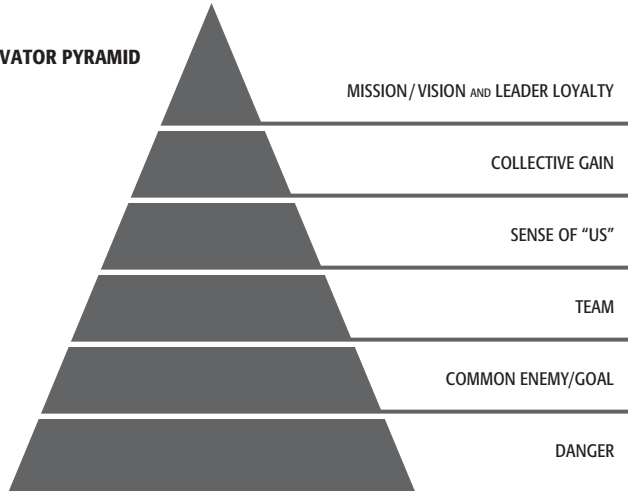 VATOR PYRAMID
MISSION/VISION AND LEADER LOYALTY
COLLECTIVE GAIN
SENSE OF “US”
TEAM
COMMON ENEMY/GOAL
DANGER